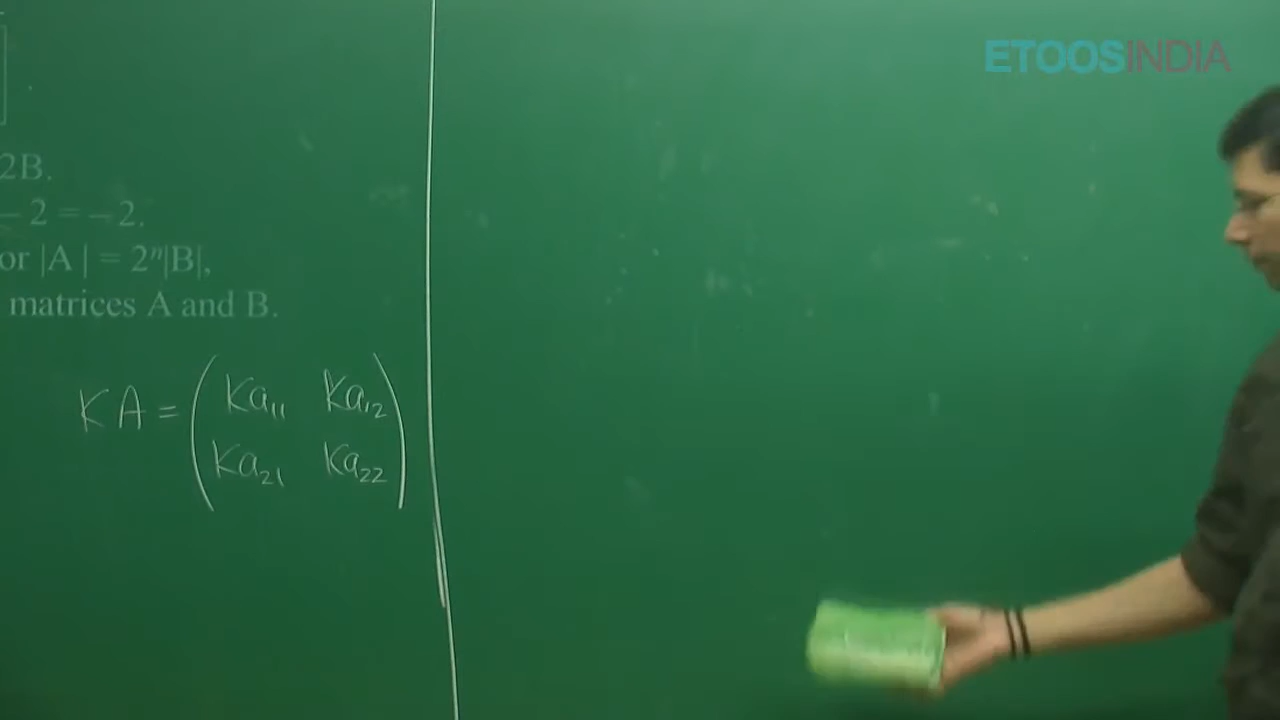 ETOOSINDIA
2B.
– 2 = –2.
or |A | = 2ⁿ|B|,
matrices A and B.
KA = ( Ka₁₁ Ka₁₂
Ka₂₁ Ka₂₂ )